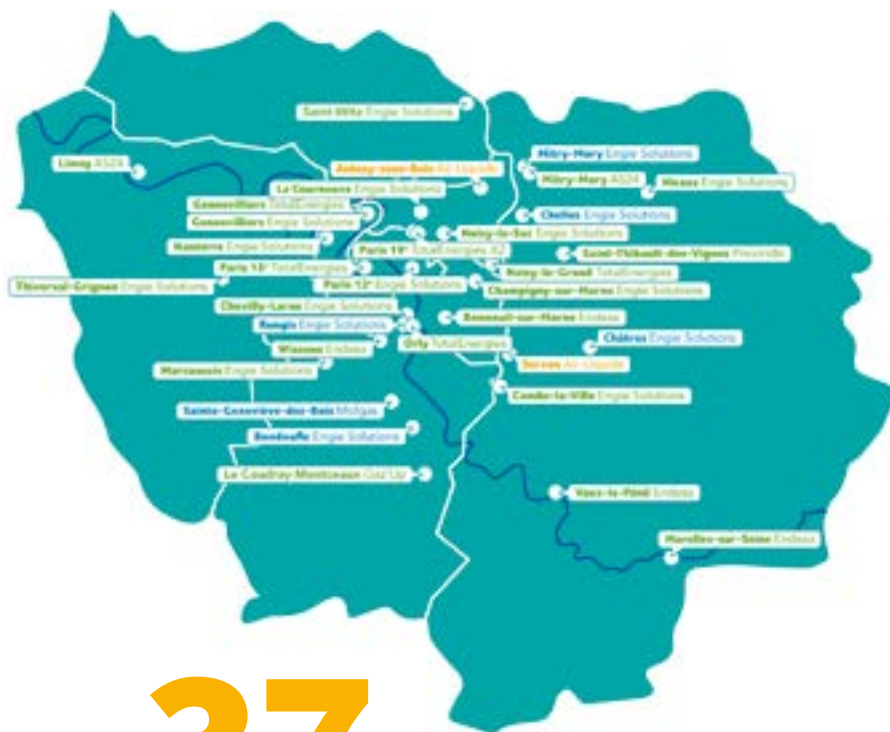 Saint-Witz Engie Solutions
Mitry-Mory Engie Solutions
Limay AS24
Aulnay-sous-Bois Air Liquide
Mitry-Mory AS24
Meaux Engie Solutions
La Courneuve Engie Solutions
Gennevilliers TotalEnergies
Gennevilliers Engie Solutions
Chelles Engie Solutions
Noisy-le-Sec Engie Solutions
Nanterre Engie Solutions
Paris 19e TotalEnergies
Saint-Thibault-des-Vignes
Paris TotalEnergies
Noisy-le-Grand TotalEnergies
Thiverval-Grignon Engie Solutions
Paris 12e Engie Solutions
Champigny-sur-Marne Engie Solutions
Chevilly-Larue Engie Solutions
Bonneuil-sur-Marne Endesa
Rungis Engie Solutions
Wissous Endesa
Orly TotalEnergies
Châtres Engie Solutions
Servon Air Liquide
Marcoussis Engie Solutions
Combs-la-Ville Engie Solutions
Sainte-Geneviève-des-Bois Molgas
Bondoufle Engie Solutions
Le Coudray-Montceaux Gaz'Up
Vaux-le-Pénil Endesa
Marolles-sur-Seine Endesa
37